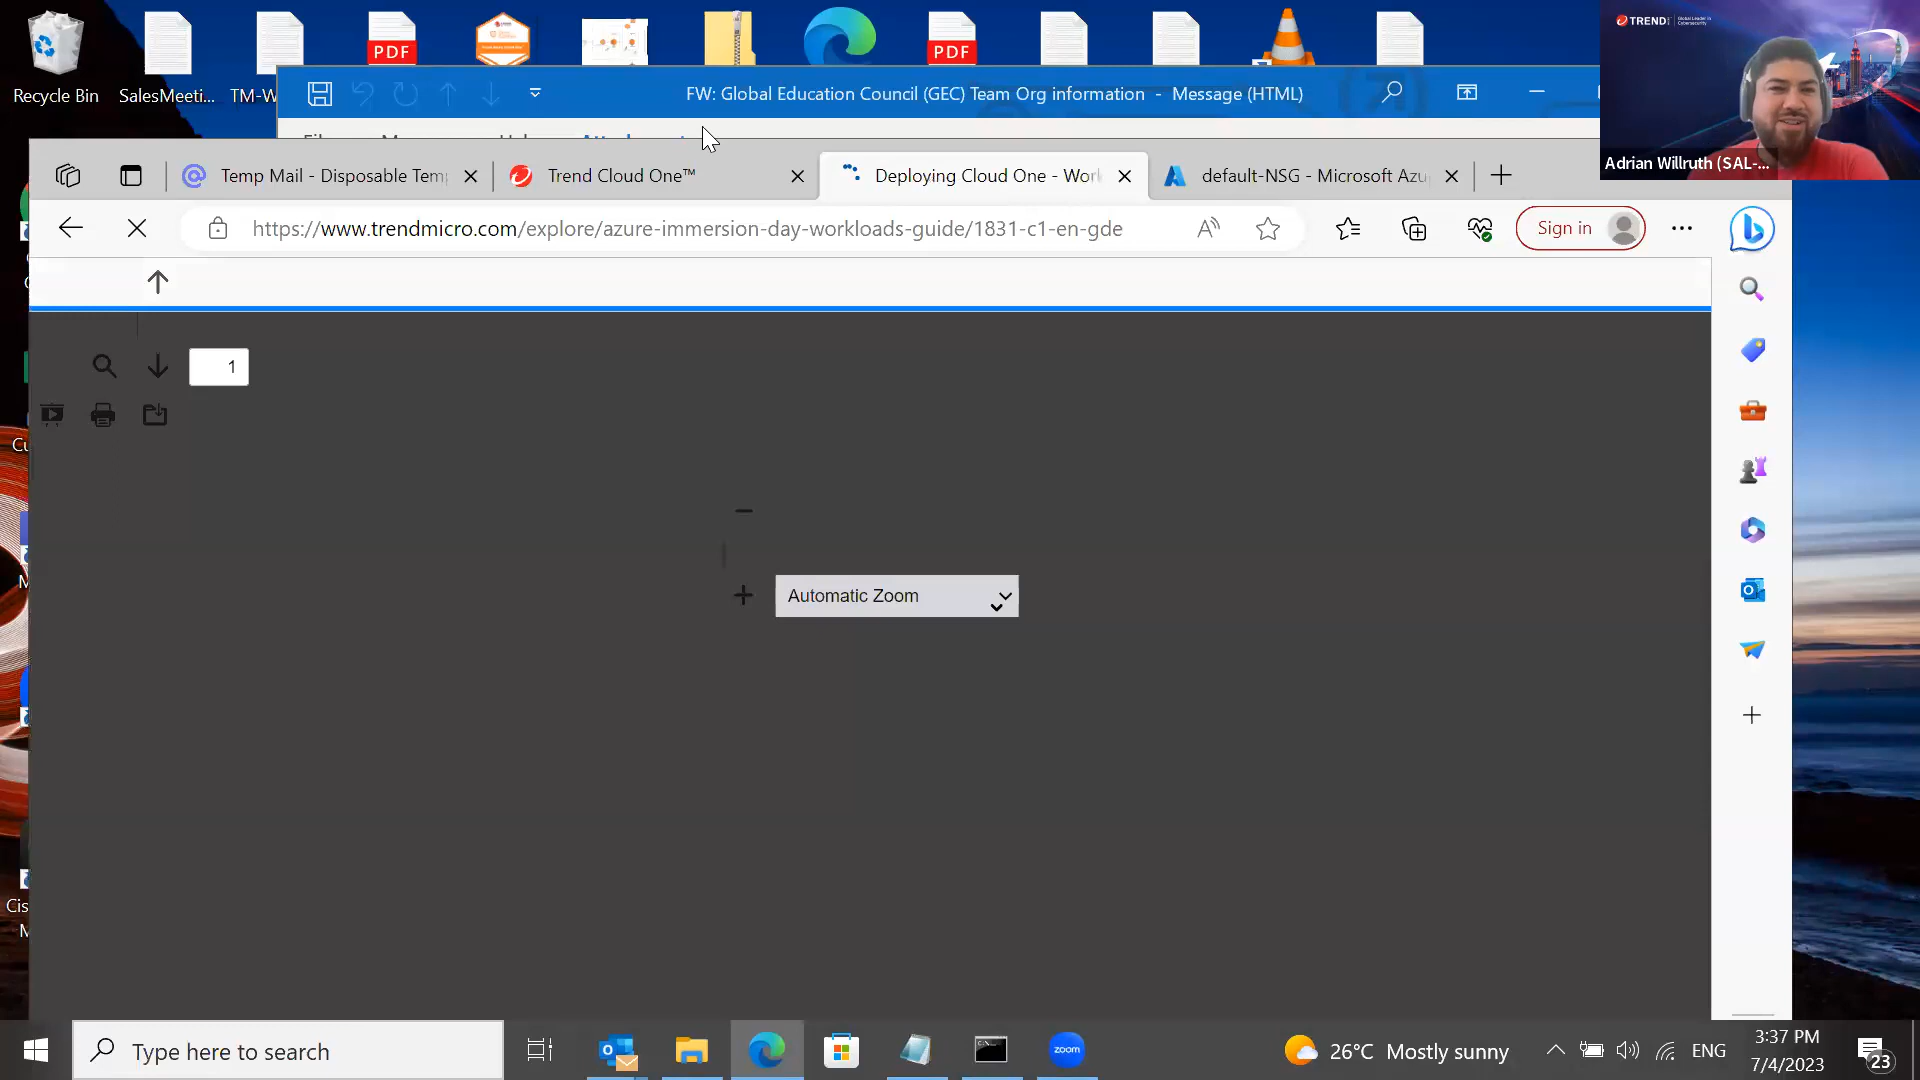 Recycle Bin
SalesMeeti...
TM-W
PDF
PDF
FW: Global Education Council (GEC) Team Org information - Message (HTML)
TREND
Adrian Willruth (SAL-...
Temp Mail - Disposable Tem
Trend Cloud One™
Deploying Cloud One - Wor
default-NSG - Microsoft Azu
https://www.trendmicro.com/explore/azure-immersion-day-workloads-guide/1831-c1-en-gde
Sign in
1
Automatic Zoom
Cu
M
Cis
M
Type here to search
zoom
26°C Mostly sunny
ENG
3:37 PM
7/4/2023
23